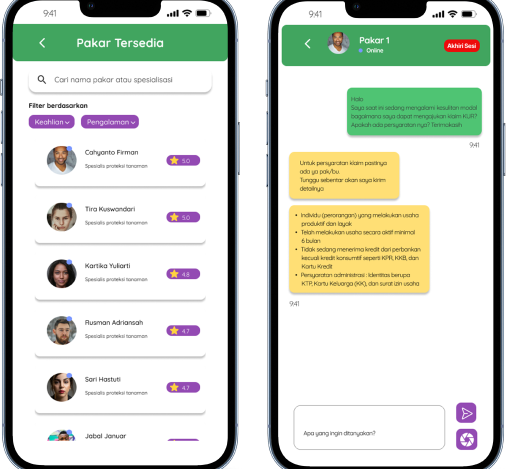 9:41
Pakar Tersedia
Cari nama pakar atau spesialisasi
Filter berdasarkan
Keahlian
Pengalaman
Cahyanto Firman
Spesialis proteksi tanaman
5.0
Tira Kuswandari
Spesialis proteksi tanaman
5.0
Kartika Yuliarti
Spesialis proteksi tanaman
4.8
Rusman Adriansah
Spesialis proteksi tanaman
4.7
Sari Hastuti
Spesialis proteksi tanaman
4.7
Jabal Januar
9:41
Pakar 1
Online
Akhiri Sesi
Halo
Saya saat ini sedang mengalami kesulitan modal
bagaimana saya dapat mengajukan klaim KUR?
Apakah ada persyaratan nya? Terimakasih
9.41
Untuk persyaratan klaim pastinya
ada ya pak/bu.
Tunggu sebentar akan saya kirim
detailnya
• Individu (perorangan) yang melakukan usaha
produktif dan layak
• Telah melakukan usaha secara aktif minimal
6 bulan
• Tidak sedang menerima kredit dari perbankan
kecuali kredit konsumtif seperti KPR, KKB, dan
Kartu Kredit
• Persyaratan administrasi : Identitas berupa
KTP, Kartu Keluarga (KK), dan surat izin usaha
9.41
Apa yang ingin ditanyakan?